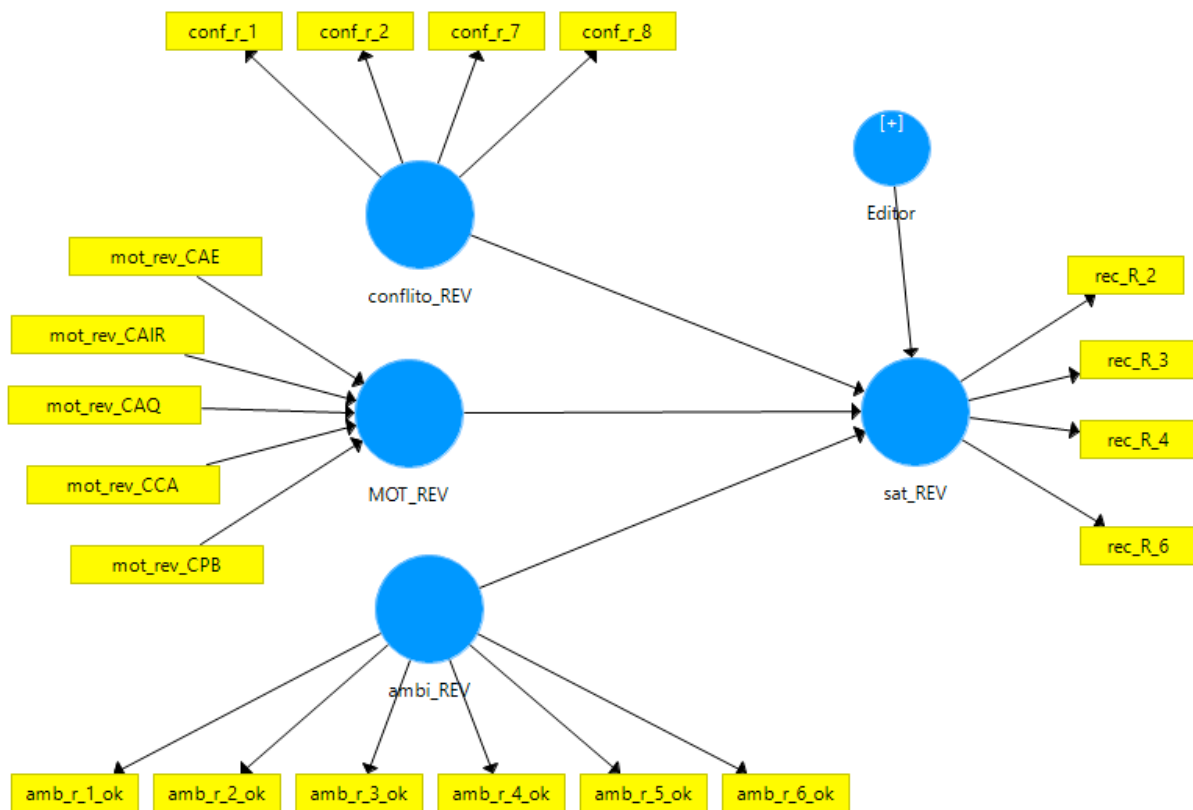 conf_r_1
conf_r_2
conf_r_7
conf_r_8
[+]
Editor
mot_rev_CAE
conflito_REV
rec_R_2
mot_rev_CAIR
rec_R_3
mot_rev_CAQ
rec_R_4
mot_rev_CCA
MOT_REV
sat_REV
rec_R_6
mot_rev_CPB
ambi_REV
amb_r_1_ok
amb_r_2_ok
amb_r_3_ok
amb_r_4_ok
amb_r_5_ok
amb_r_6_ok